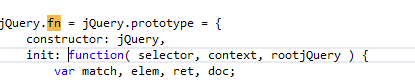 jQuery.fn = jQuery.prototype = {
constructor: jQuery,
init: function( selector, context, rootjQuery ) {
var match, elem, ret, doc;